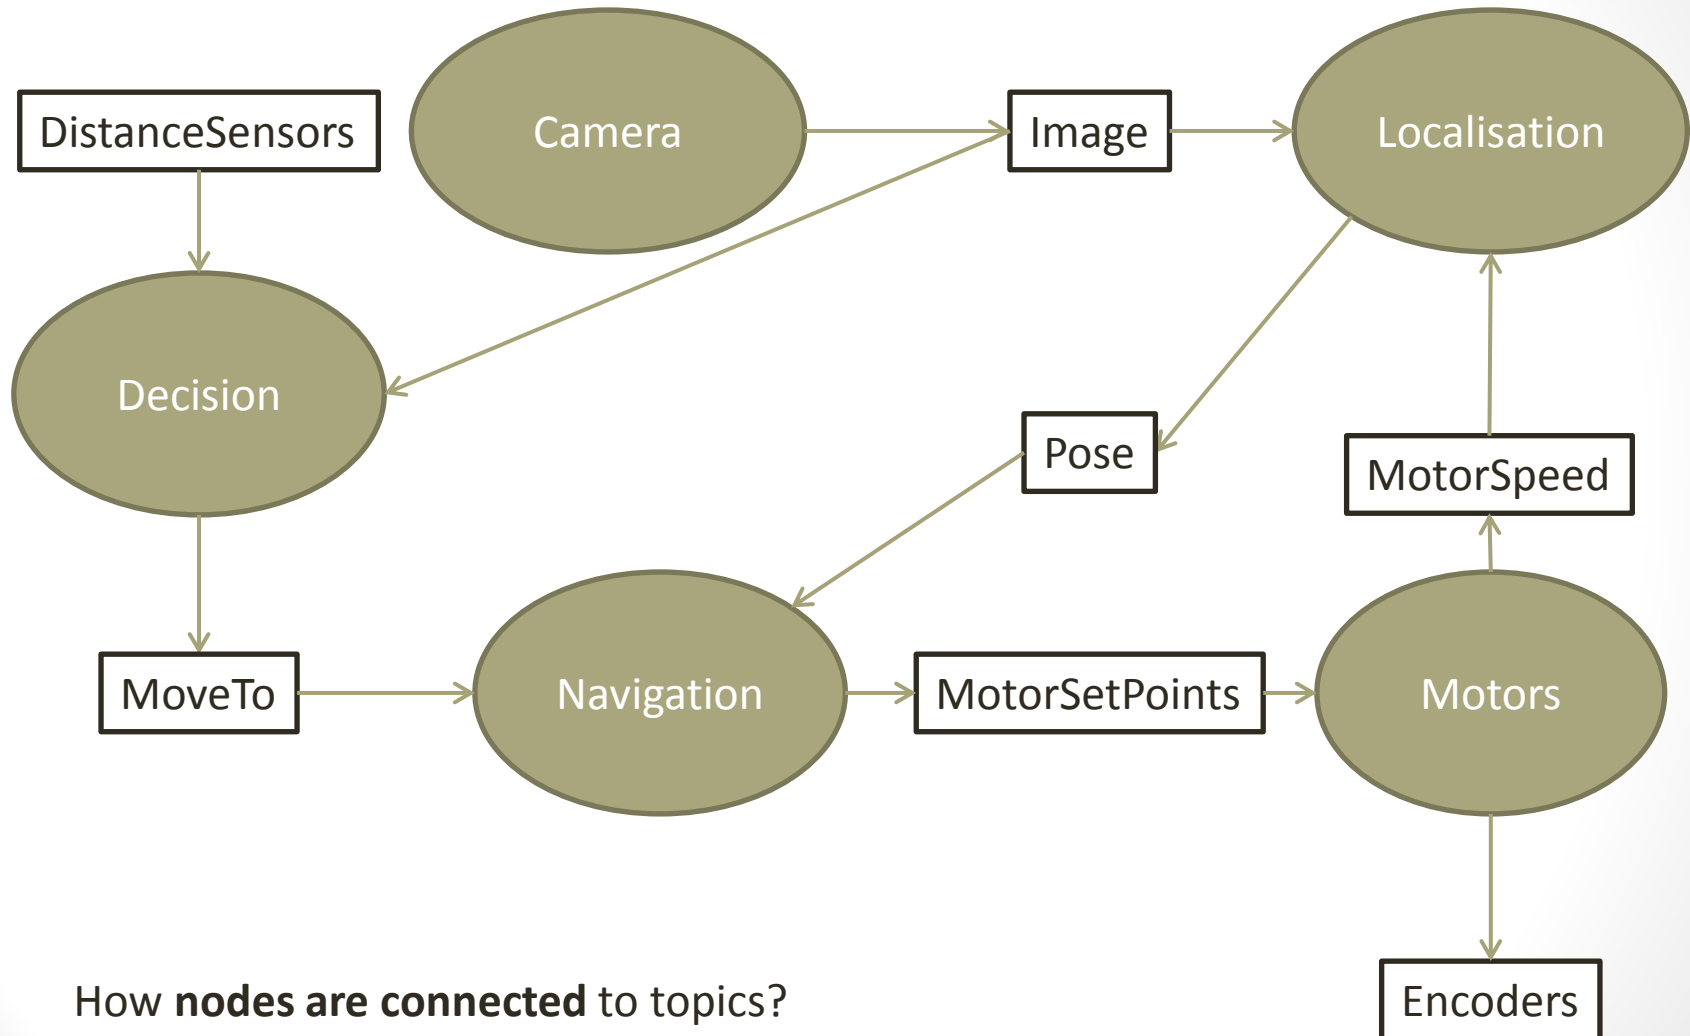 DistanceSensors
Camera
Image
Localisation
Decision
Pose
MotorSpeed
MoveTo
Navigation
MotorSetPoints
Motors
How nodes are connected to topics?
Encoders